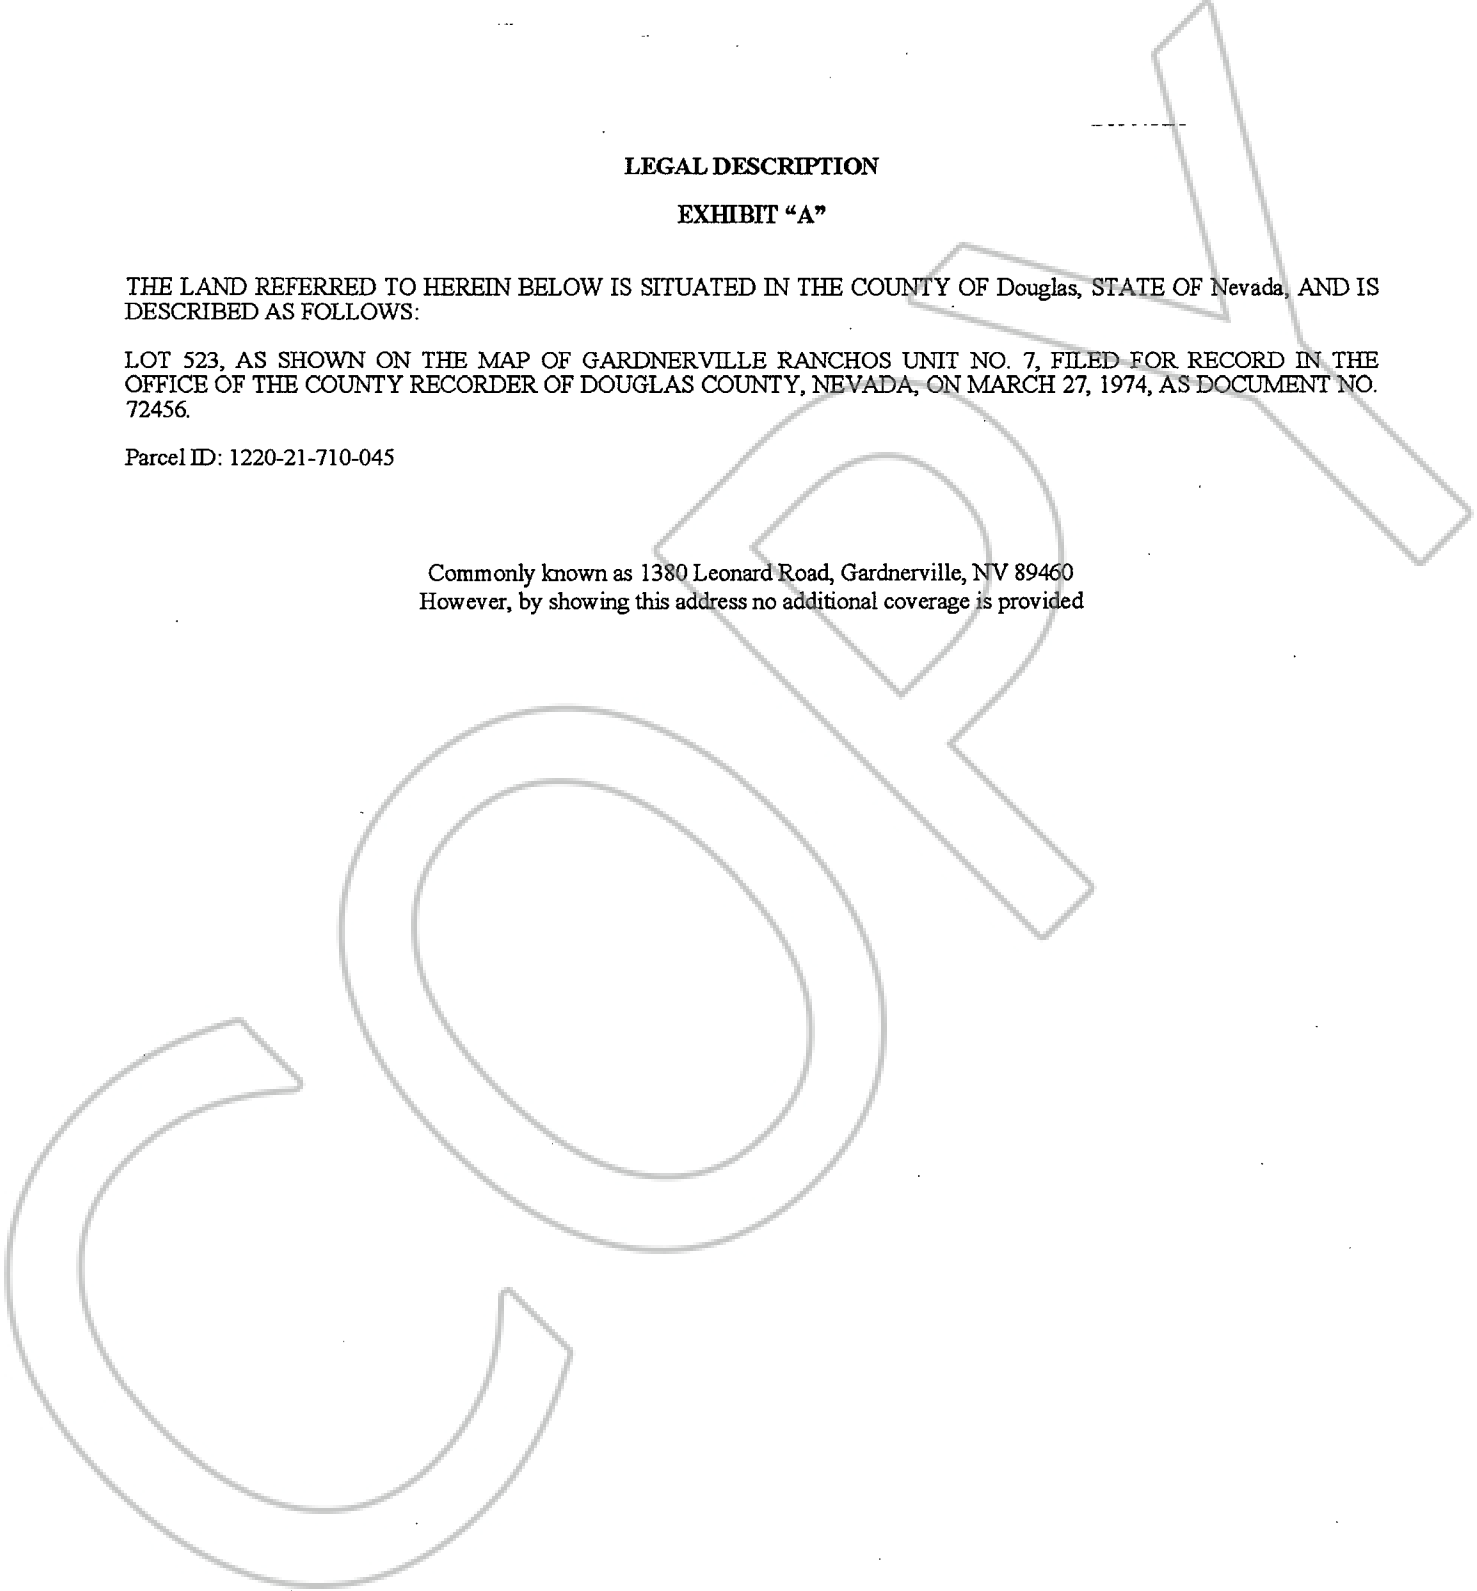 LEGAL DESCRIPTION
EXHIBIT “A”
THE LAND REFERRED TO HEREIN BELOW IS SITUATED IN THE COUNTY OF Douglas, STATE OF Nevada, AND IS
DESCRIBED AS FOLLOWS:
LOT 523, AS SHOWN ON THE MAP OF GARDNERVILLE RANCHOS UNIT NO. 7, FILED FOR RECORD IN THE
OFFICE OF THE COUNTY RECORDER OF DOUGLAS COUNTY, NEVADA, ON MARCH 27, 1974, AS DOCUMENT NO.
72456.
Parcel ID: 1220-21-710-045
Commonly known as 1380 Leonard Road, Gardnerville, NV 89460
However, by showing this address no additional coverage is provided
COPY